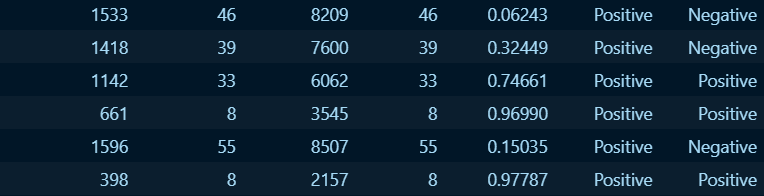 1533 46 8209 46 0.06243 Positive Negative
1418 39 7600 39 0.32449 Positive Negative
1142 33 6062 33 0.74661 Positive Positive
661 8 3545 8 0.96990 Positive Positive
1596 55 8507 55 0.15035 Positive Negative
398 8 2157 8 0.97787 Positive Positive